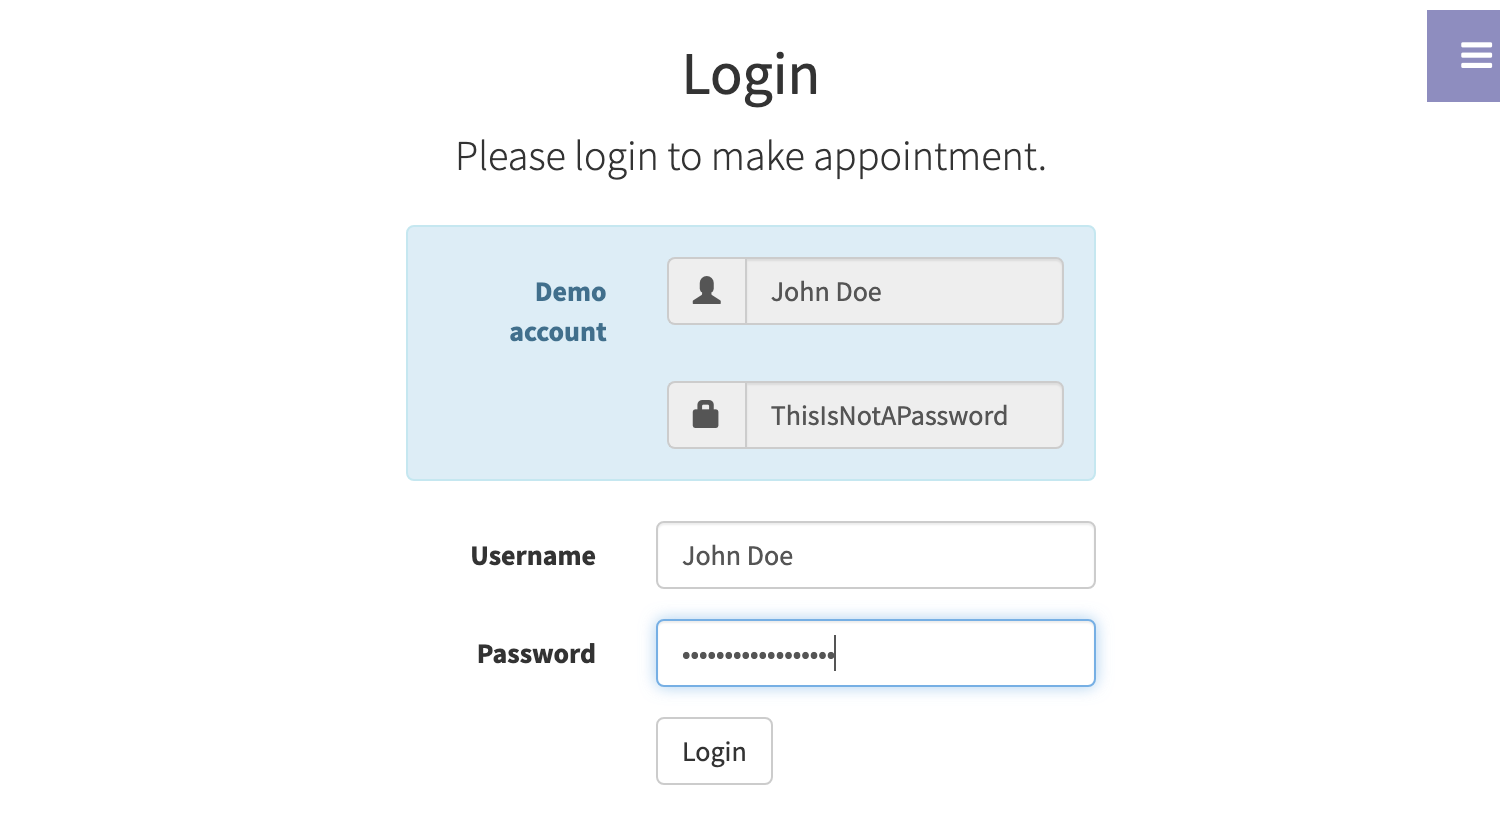 Login
Please login to make appointment.
Demo account
John Doe
ThisIsNotAPassword
Username
John Doe
Password
••••••••••••••••••
Login